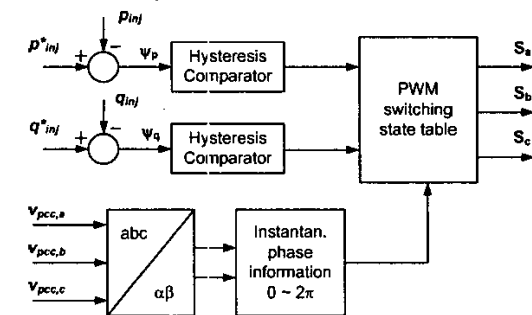 p_inj
p*_inj
+
−
ψ_p
Hysteresis
Comparator
q_inj
q*_inj
+
−
ψ_q
Hysteresis
Comparator
PWM
switching
state table
S_a
S_b
S_c
v_pcc,a
v_pcc,b
v_pcc,c
abc
αβ
Instantan.
phase
information
0 ~ 2π